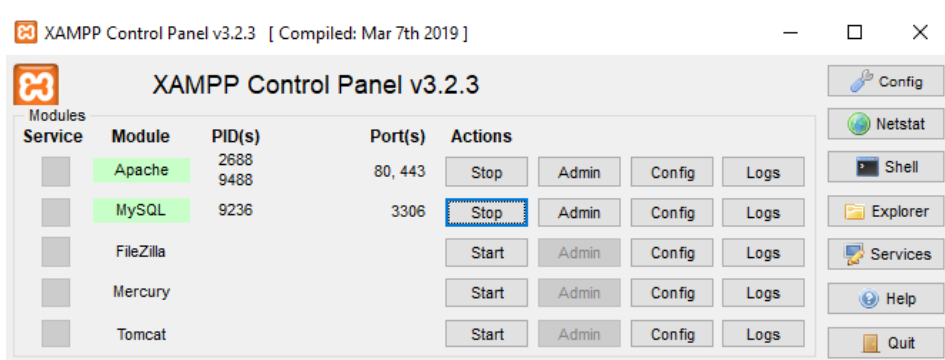 XAMPP Control Panel v3.2.3 [ Compiled: Mar 7th 2019 ]
XAMPP Control Panel v3.2.3
Config
Modules
Netstat
Service Module PID(s) Port(s) Actions
Apache 2688 9488 80, 443 Stop Admin Config Logs
Shell
MySQL 9236 3306 Stop Admin Config Logs
Explorer
FileZilla Start Admin Config Logs
Services
Mercury Start Admin Config Logs
Help
Tomcat Start Admin Config Logs
Quit